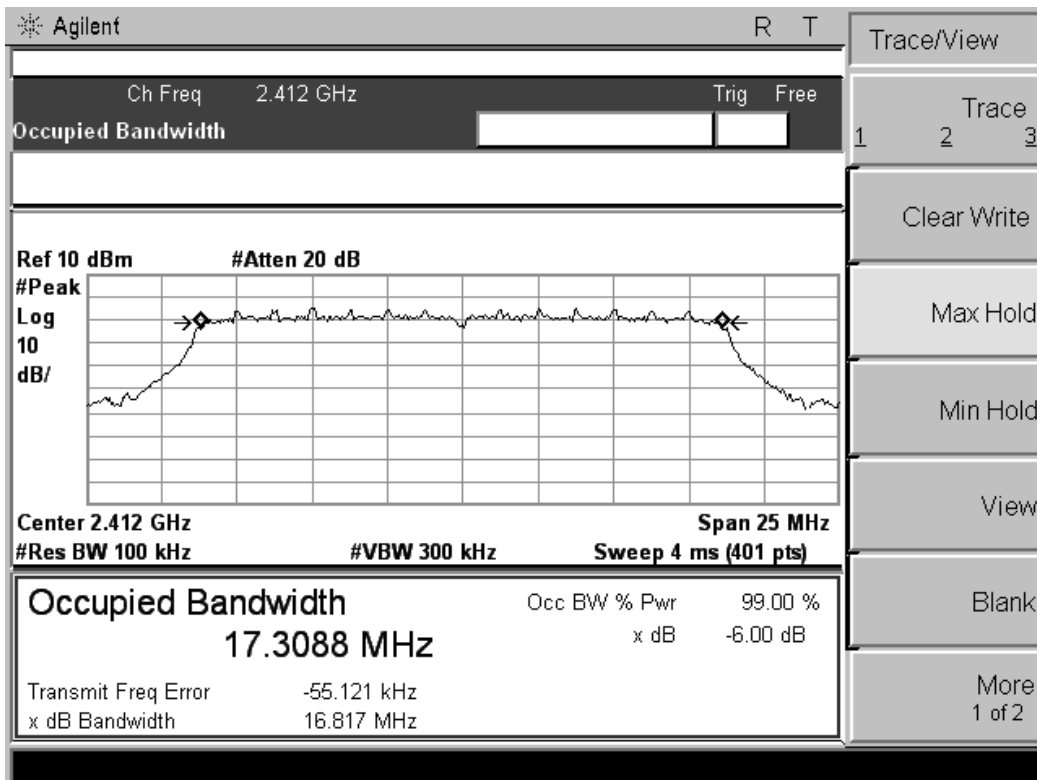 Agilent R T
Trace/View
Ch Freq 2.412 GHz Trig Free
Occupied Bandwidth
Trace
1 2 3
Clear Write
Ref 10 dBm #Atten 20 dB
#Peak
Log
10
dB/
Max Hold
Min Hold
Center 2.412 GHz Span 25 MHz
#Res BW 100 kHz #VBW 300 kHz Sweep 4 ms (401 pts)
View
Occupied Bandwidth Occ BW % Pwr 99.00 %
17.3088 MHz x dB -6.00 dB
Transmit Freq Error -55.121 kHz
x dB Bandwidth 16.817 MHz
Blank
More
1 of 2